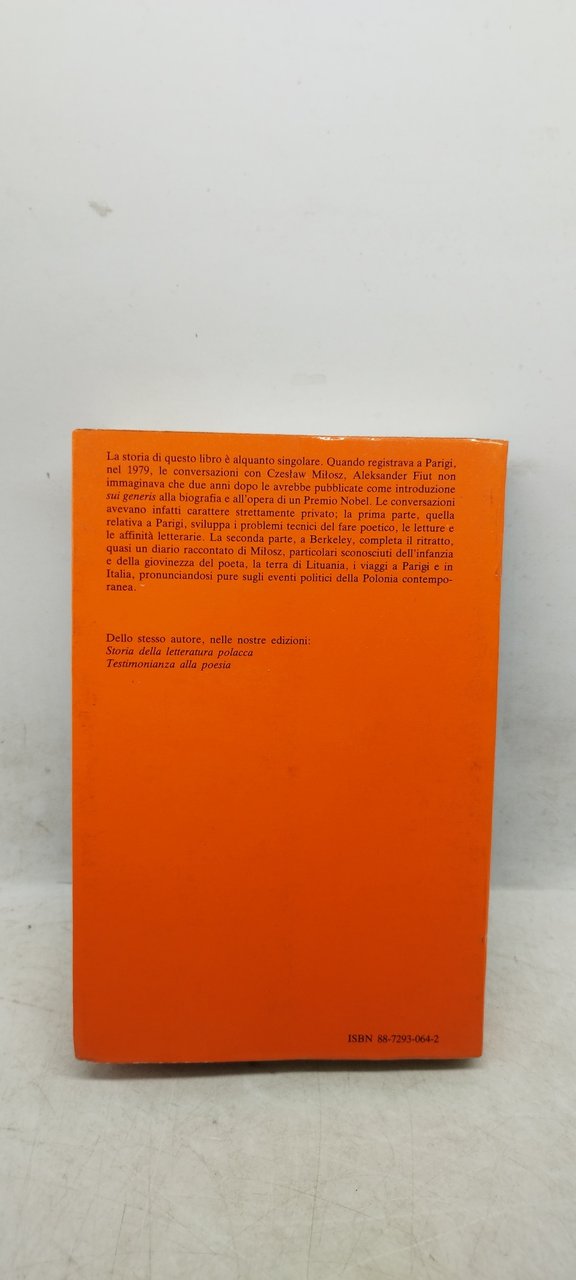 La storia di questo libro è alquanto singolare. Quando registrava a Parigi,
nel 1979, le conversazioni con Czesław Miłosz, Aleksander Fiut non
immaginava che due anni dopo le avrebbe pubblicate come introduzione
sui generis alla biografia e all'opera di un Premio Nobel. Le conversazioni
avevano infatti carattere strettamente privato; la prima parte, quella
relativa a Parigi, sviluppa i problemi tecnici del fare poetico, le letture e
le affinità letterarie. La seconda parte, a Berkeley, completa il ritratto,
quasi un diario raccontato di Miłosz, particolari sconosciuti dell'infanzia
e della giovinezza del poeta, la terra di Lituania, i viaggi a Parigi e in
Italia, pronunciandosi pure sugli eventi politici della Polonia contempo-
ranea.
Dello stesso autore, nelle nostre edizioni:
Storia della letteratura polacca
Testimonianza alla poesia
ISBN 88-7293-064-2